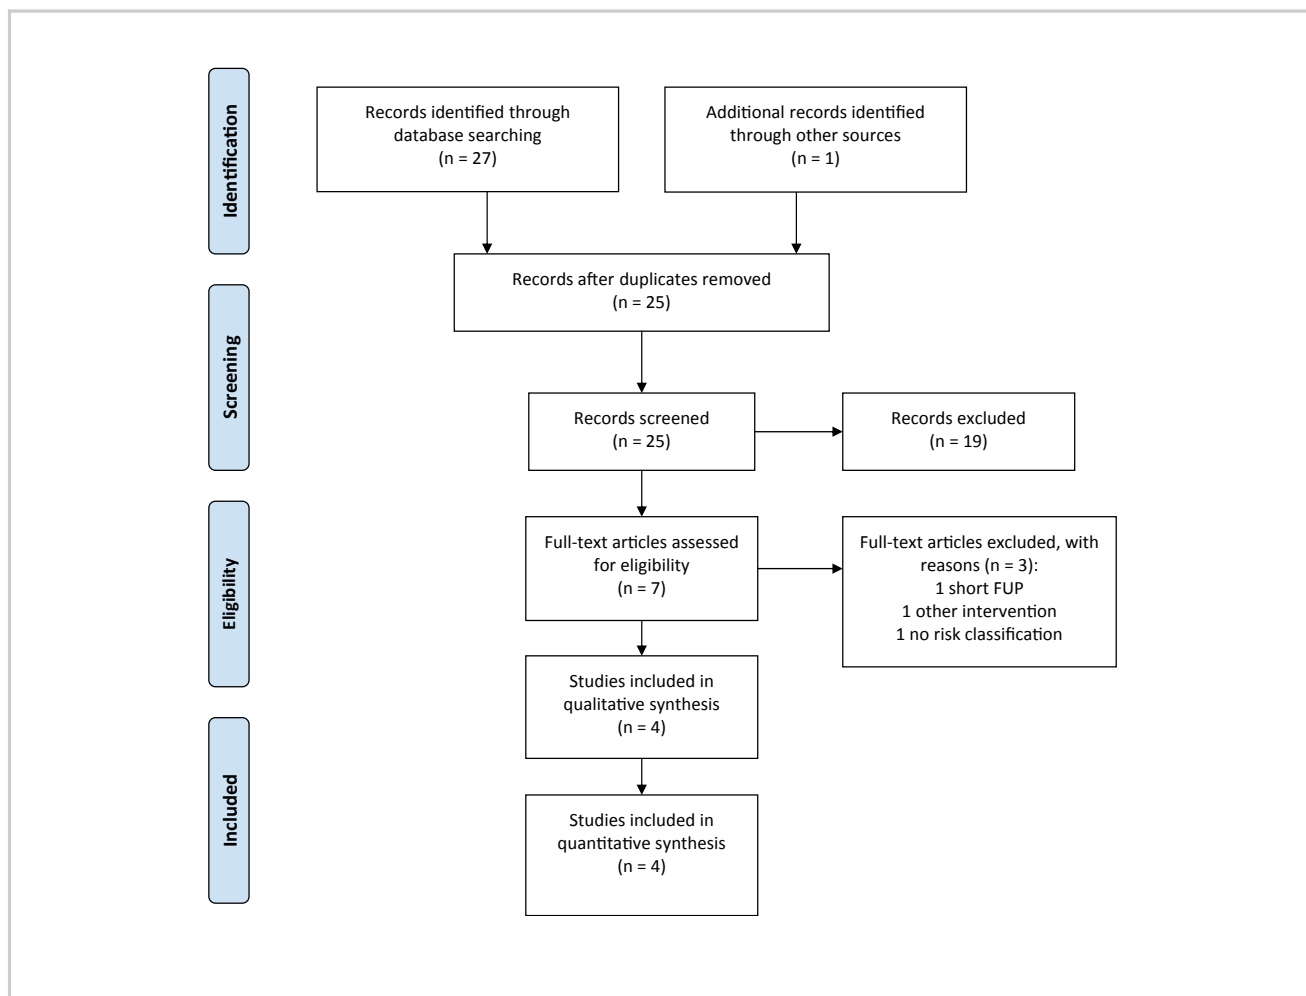 Identification
Records identified through
database searching
(n = 27)
Additional records identified
through other sources
(n = 1)
Records after duplicates removed
(n = 25)
Screening
Records screened
(n = 25)
Records excluded
(n = 19)
Eligibility
Full-text articles assessed
for eligibility
(n = 7)
Full-text articles excluded, with
reasons (n = 3):
1 short FUP
1 other intervention
1 no risk classification
Studies included in
qualitative synthesis
(n = 4)
Included
Studies included in
quantitative synthesis
(n = 4)